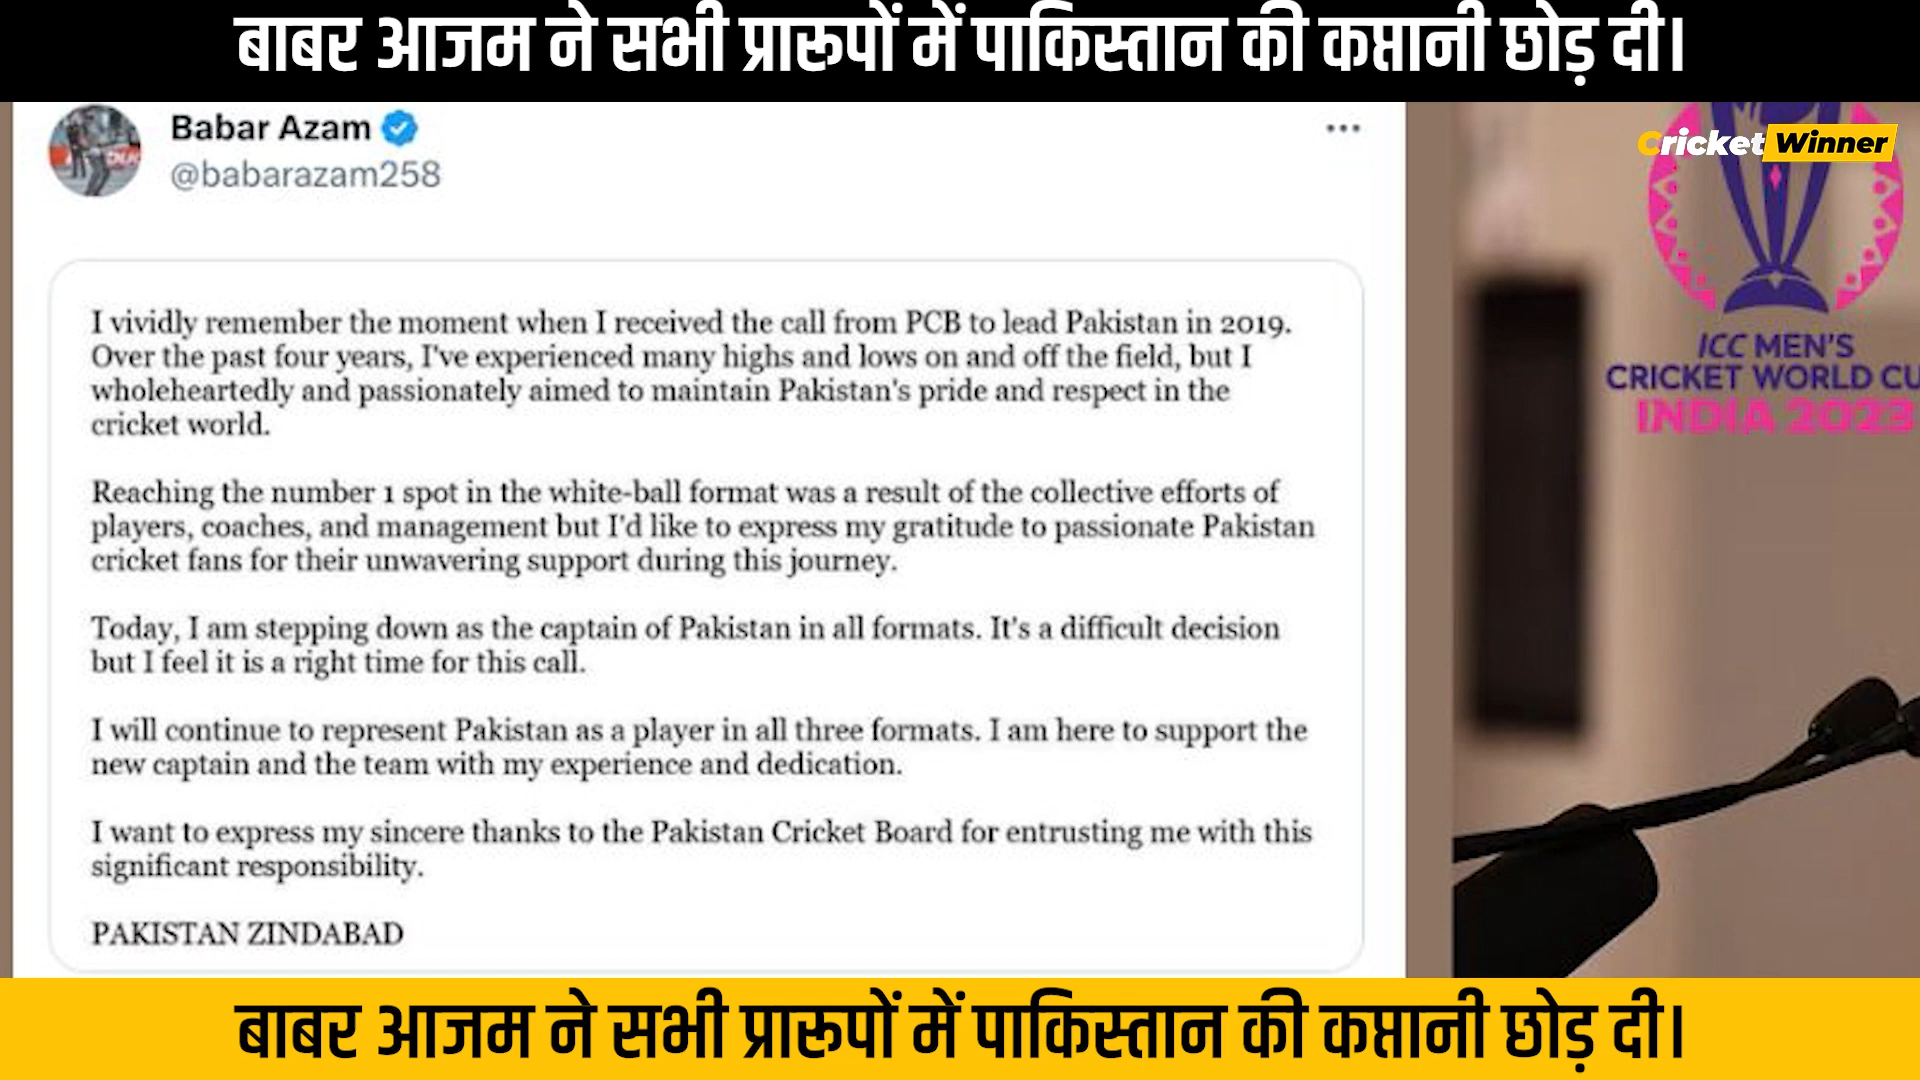 बाबर आजम ने सभी प्रारूपों में पाकिस्तान की कप्तानी छोड़ दी।
Babar Azam
@babarazam258
Cricket Winner
I vividly remember the moment when I received the call from PCB to lead Pakistan in 2019.
Over the past four years, I've experienced many highs and lows on and off the field, but I
wholeheartedly and passionately aimed to maintain Pakistan's pride and respect in the
cricket world.
Reaching the number 1 spot in the white-ball format was a result of the collective efforts of
players, coaches, and management but I'd like to express my gratitude to passionate Pakistan
cricket fans for their unwavering support during this journey.
Today, I am stepping down as the captain of Pakistan in all formats. It's a difficult decision
but I feel it is a right time for this call.
I will continue to represent Pakistan as a player in all three formats. I am here to support the
new captain and the team with my experience and dedication.
I want to express my sincere thanks to the Pakistan Cricket Board for entrusting me with this
significant responsibility.
PAKISTAN ZINDABAD
ICC MEN'S
CRICKET WORLD CU
INDIA 2023
बाबर आजम ने सभी प्रारूपों में पाकिस्तान की कप्तानी छोड़ दी।